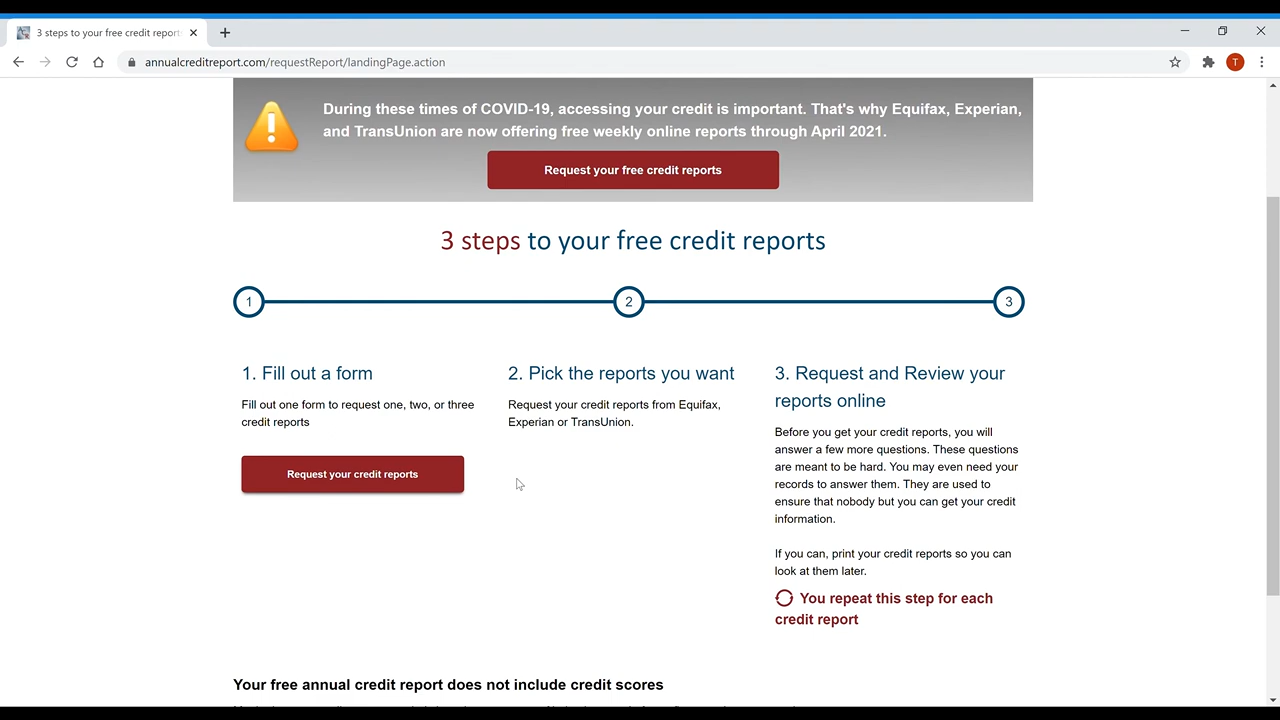 3 steps to your free credit report
annualcreditreport.com/requestReport/landingPage.action
T
During these times of COVID-19, accessing your credit is important. That's why Equifax, Experian,
and TransUnion are now offering free weekly online reports through April 2021.
Request your free credit reports
3 steps to your free credit reports
1
2
3
1. Fill out a form
Fill out one form to request one, two, or three
credit reports
Request your credit reports
2. Pick the reports you want
Request your credit reports from Equifax,
Experian or TransUnion.
3. Request and Review your
reports online
Before you get your credit reports, you will
answer a few more questions. These questions
are meant to be hard. You may even need your
records to answer them. They are used to
ensure that nobody but you can get your credit
information.
If you can, print your credit reports so you can
look at them later.
You repeat this step for each
credit report
Your free annual credit report does not include credit scores